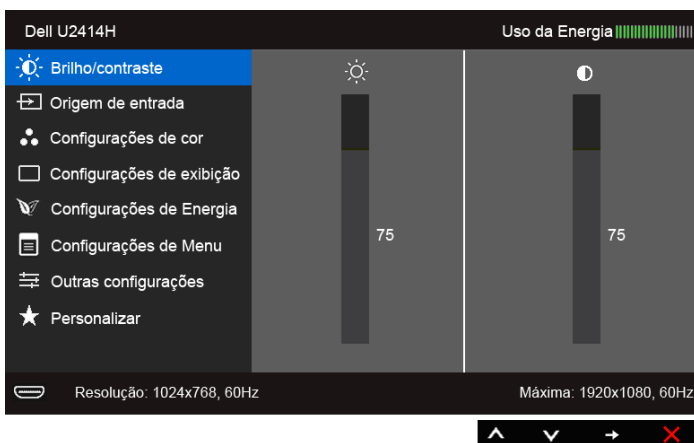 Dell U2414H
Uso da Energia
Brilho/contraste
Origem de entrada
Configurações de cor
Configurações de exibição
Configurações de Energia
Configurações de Menu
Outras configurações
Personalizar
75
75
Resolução: 1024x768, 60Hz
Máxima: 1920x1080, 60Hz